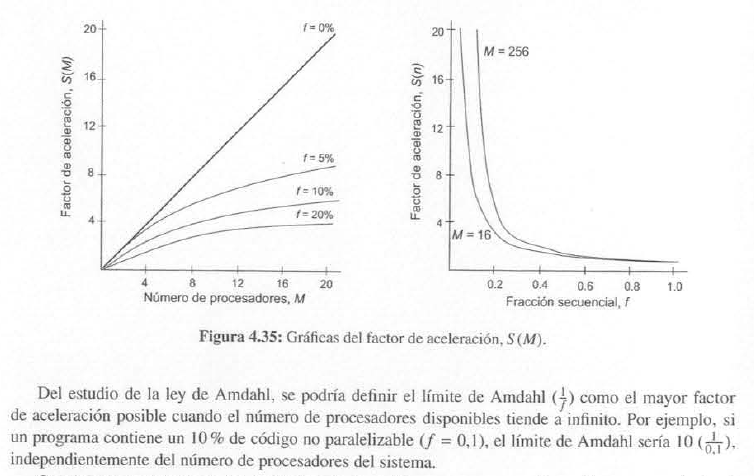 20
16
12
8
4
Factor de aceleración, S(M)
f = 0%
f = 5%
f = 10%
f = 20%
4 8 12 16 20
Número de procesadores, M
20
16
12
8
4
Factor de aceleración, S(n)
M = 256
M = 16
0.2 0.4 0.6 0.8 1.0
Fracción secuencial, f
Figura 4.35: Gráficas del factor de aceleración, S(M).
Del estudio de la ley de Amdahl, se podría definir el límite de Amdahl (1/f) como el mayor factor
de aceleración posible cuando el número de procesadores disponibles tiende a infinito. Por ejemplo, si
un programa contiene un 10 % de código no paralelizable (f = 0,1), el límite de Amdahl sería 10 (1/0,1),
independientemente del número de procesadores del sistema.